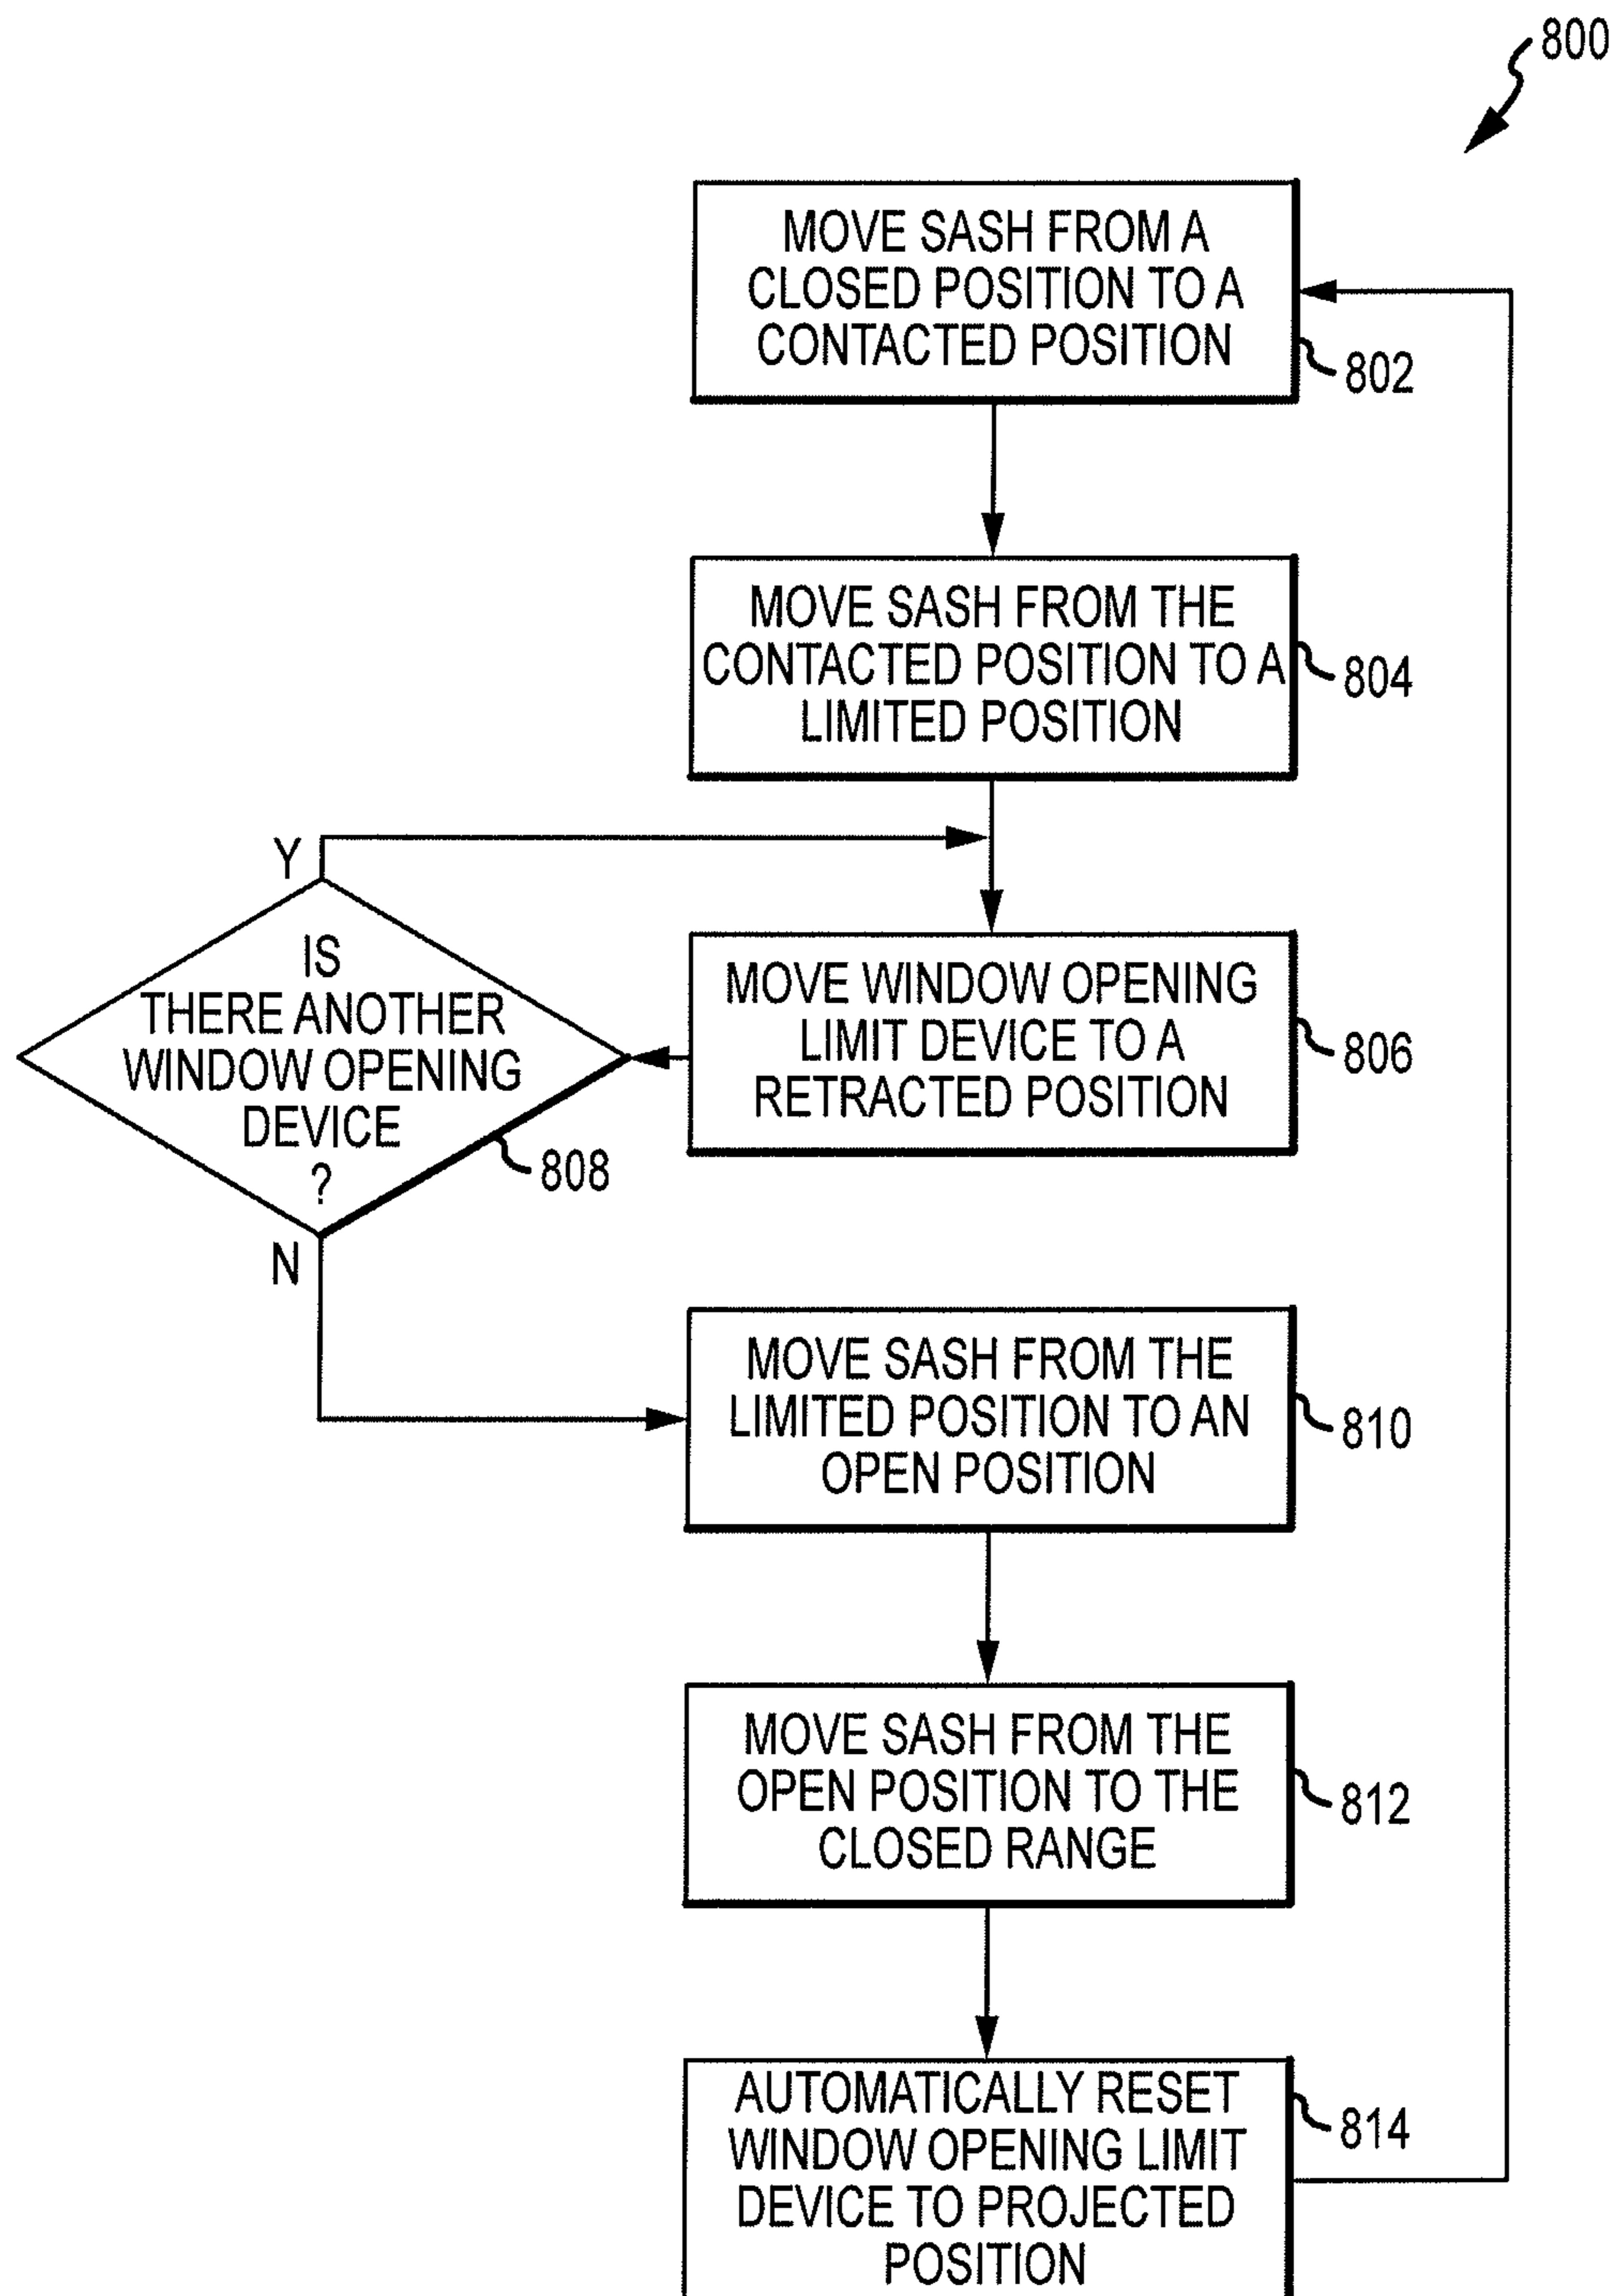 800
MOVE SASH FROM A
CLOSED POSITION TO A
CONTACTED POSITION
802
MOVE SASH FROM THE
CONTACTED POSITION TO A
LIMITED POSITION
804
Y
IS
THERE ANOTHER
WINDOW OPENING
DEVICE
?
808
N
MOVE WINDOW OPENING
LIMIT DEVICE TO A
RETRACTED POSITION
806
MOVE SASH FROM THE
LIMITED POSITION TO AN
OPEN POSITION
810
MOVE SASH FROM THE
OPEN POSITION TO THE
CLOSED RANGE
812
AUTOMATICALLY RESET
WINDOW OPENING LIMIT
DEVICE TO PROJECTED
POSITION
814